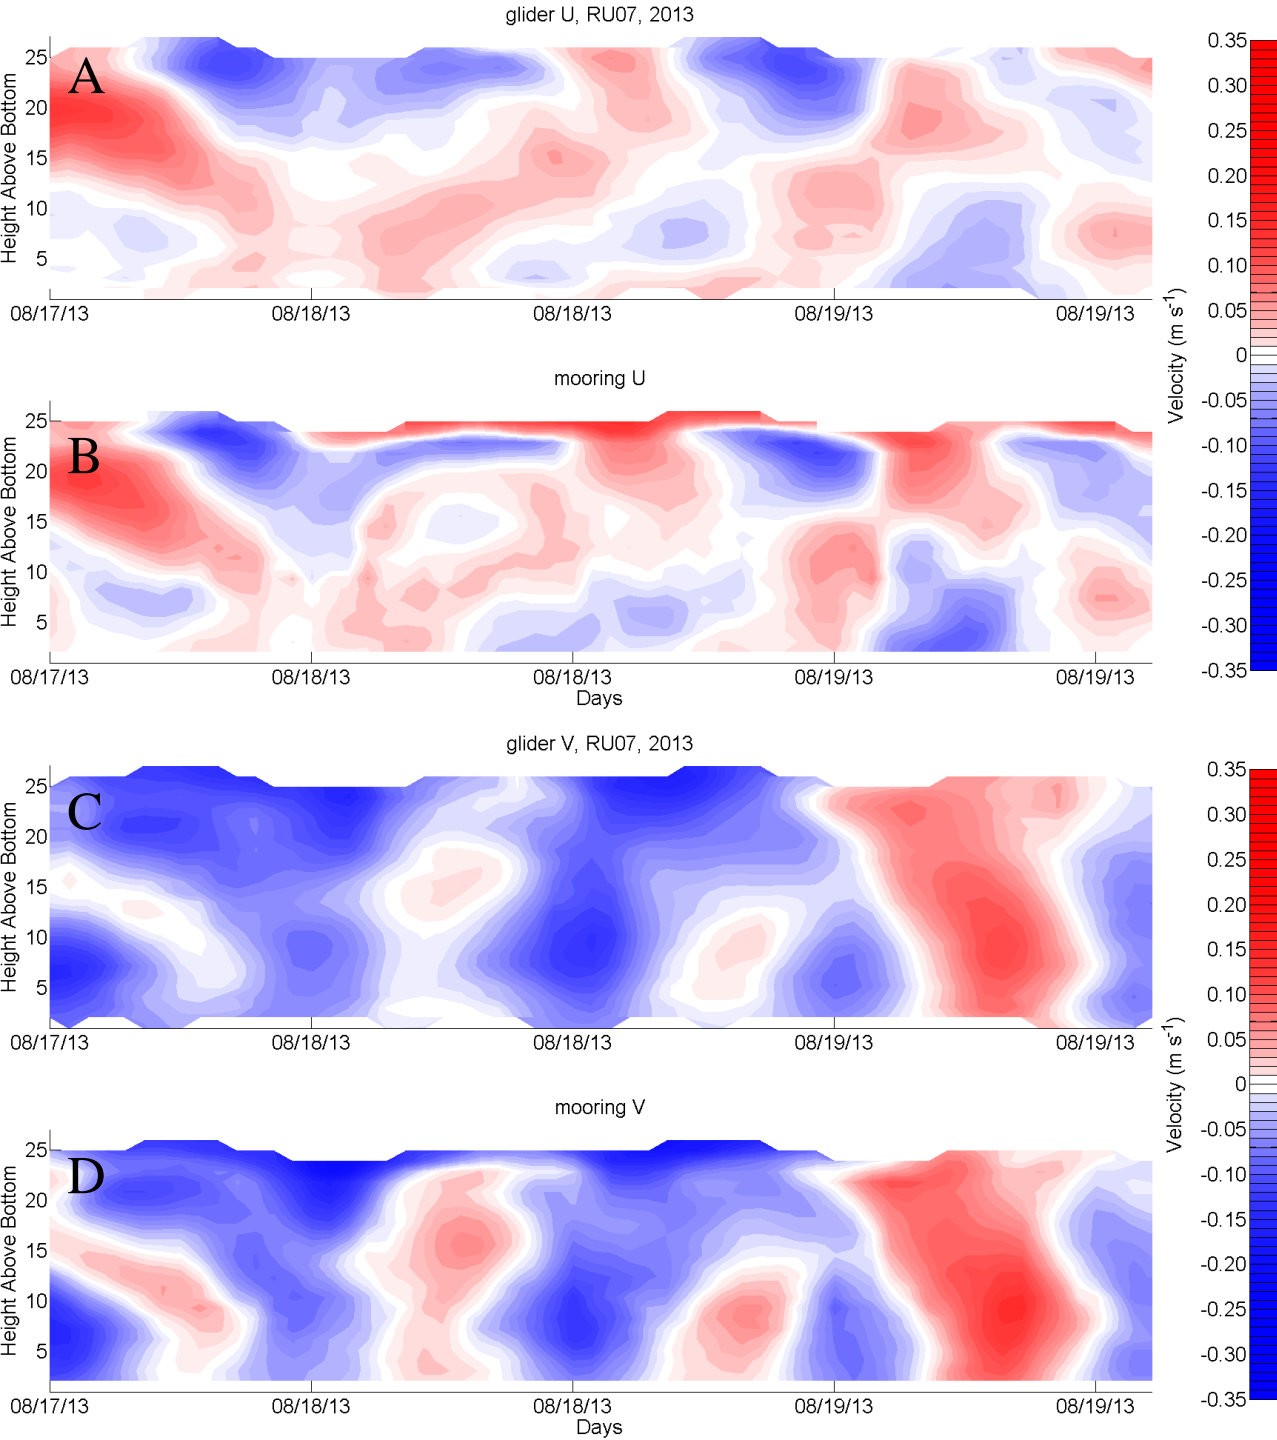 glider U, RU07, 2013
A
Height Above Bottom
25
20
15
10
5
08/17/13 08/18/13 08/18/13 08/19/13 08/19/13
mooring U
B
Height Above Bottom
25
20
15
10
5
08/17/13 08/18/13 08/18/13 08/19/13 08/19/13
Days
0.35
0.30
0.25
0.20
0.15
0.10
0.05
0
-0.05
-0.10
-0.15
-0.20
-0.25
-0.30
-0.35
Velocity (m s-1)
glider V, RU07, 2013
C
Height Above Bottom
25
20
15
10
5
08/17/13 08/18/13 08/18/13 08/19/13 08/19/13
mooring V
D
Height Above Bottom
25
20
15
10
5
08/17/13 08/18/13 08/18/13 08/19/13 08/19/13
Days
0.35
0.30
0.25
0.20
0.15
0.10
0.05
0
-0.05
-0.10
-0.15
-0.20
-0.25
-0.30
-0.35
Velocity (m s-1)